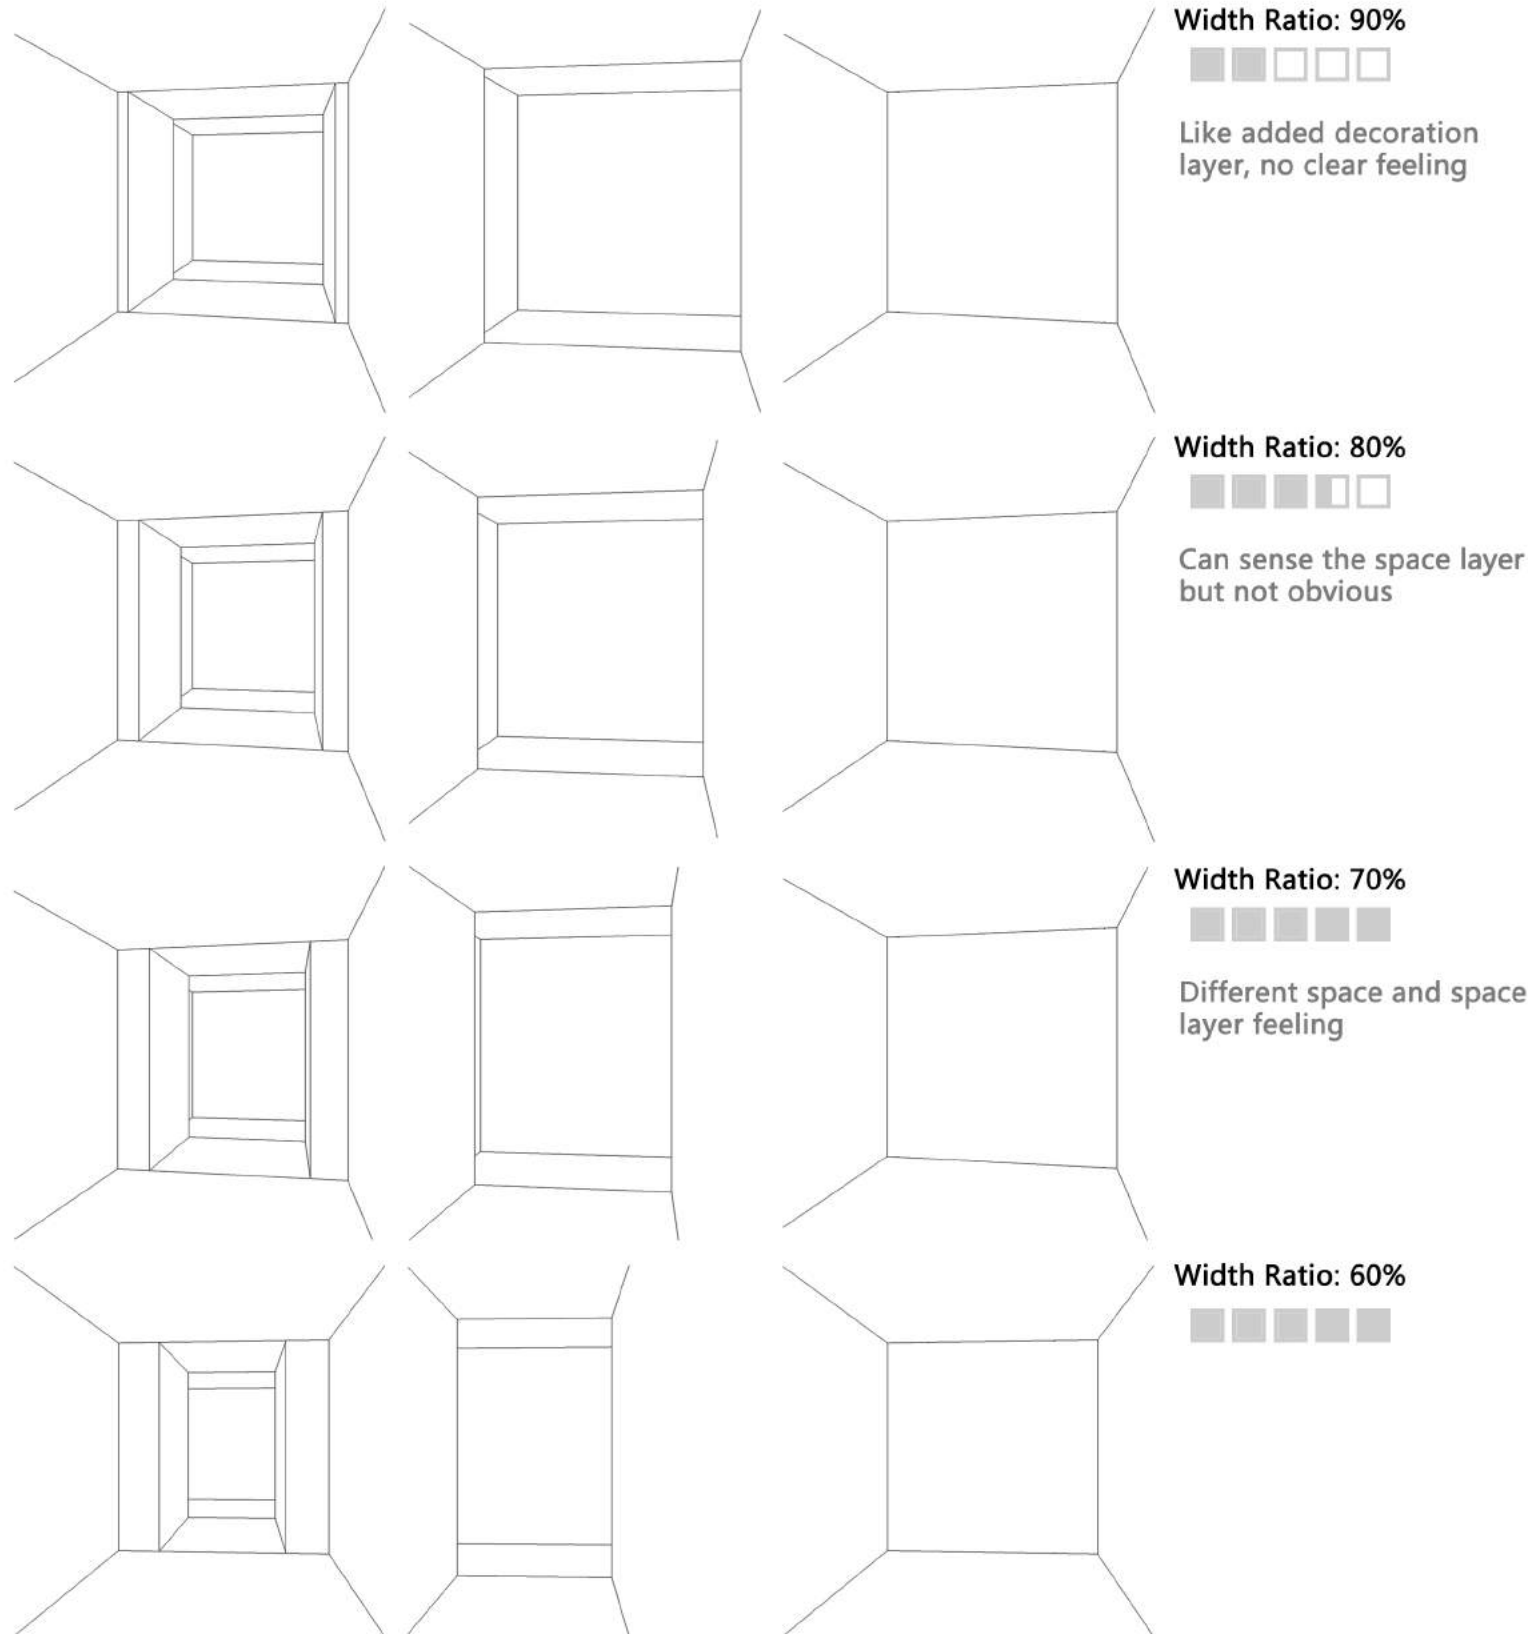 Width Ratio: 90%
Like added decoration
layer, no clear feeling
Width Ratio: 80%
Can sense the space layer
but not obvious
Width Ratio: 70%
Different space and space
layer feeling
Width Ratio: 60%